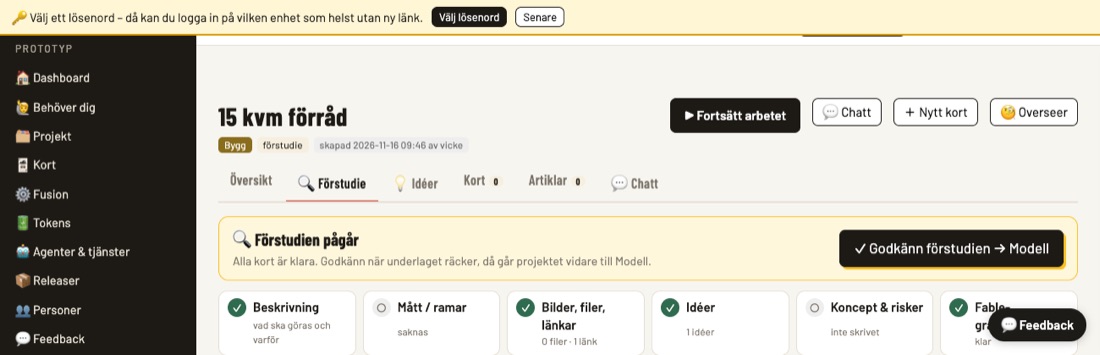 Välj ett lösenord – då kan du logga in på vilken enhet som helst utan ny länk. Välj lösenord Senare
PROTOTYP
Dashboard
Behöver dig
Projekt
Kort
Fusion
Tokens
Agenter & tjänster
Releaser
Personer
Feedback
15 kvm förråd
Bygg förstudie skapad 2026-11-16 09:46 av vicke
▶ Fortsätt arbetet Chatt + Nytt kort Overseer
Översikt Förstudie Idéer Kort 0 Artiklar 0 Chatt
Förstudien pågår
Alla kort är klara. Godkänn när underlaget räcker, då går projektet vidare till Modell.
✓ Godkänn förstudien → Modell
Beskrivning
vad ska göras och
varför
Mått / ramar
saknas
Bilder, filer,
länkar
0 filer · 1 länk
Idéer
1 idéer
Koncept & risker
inte skrivet
Fable-
klar
Feedback